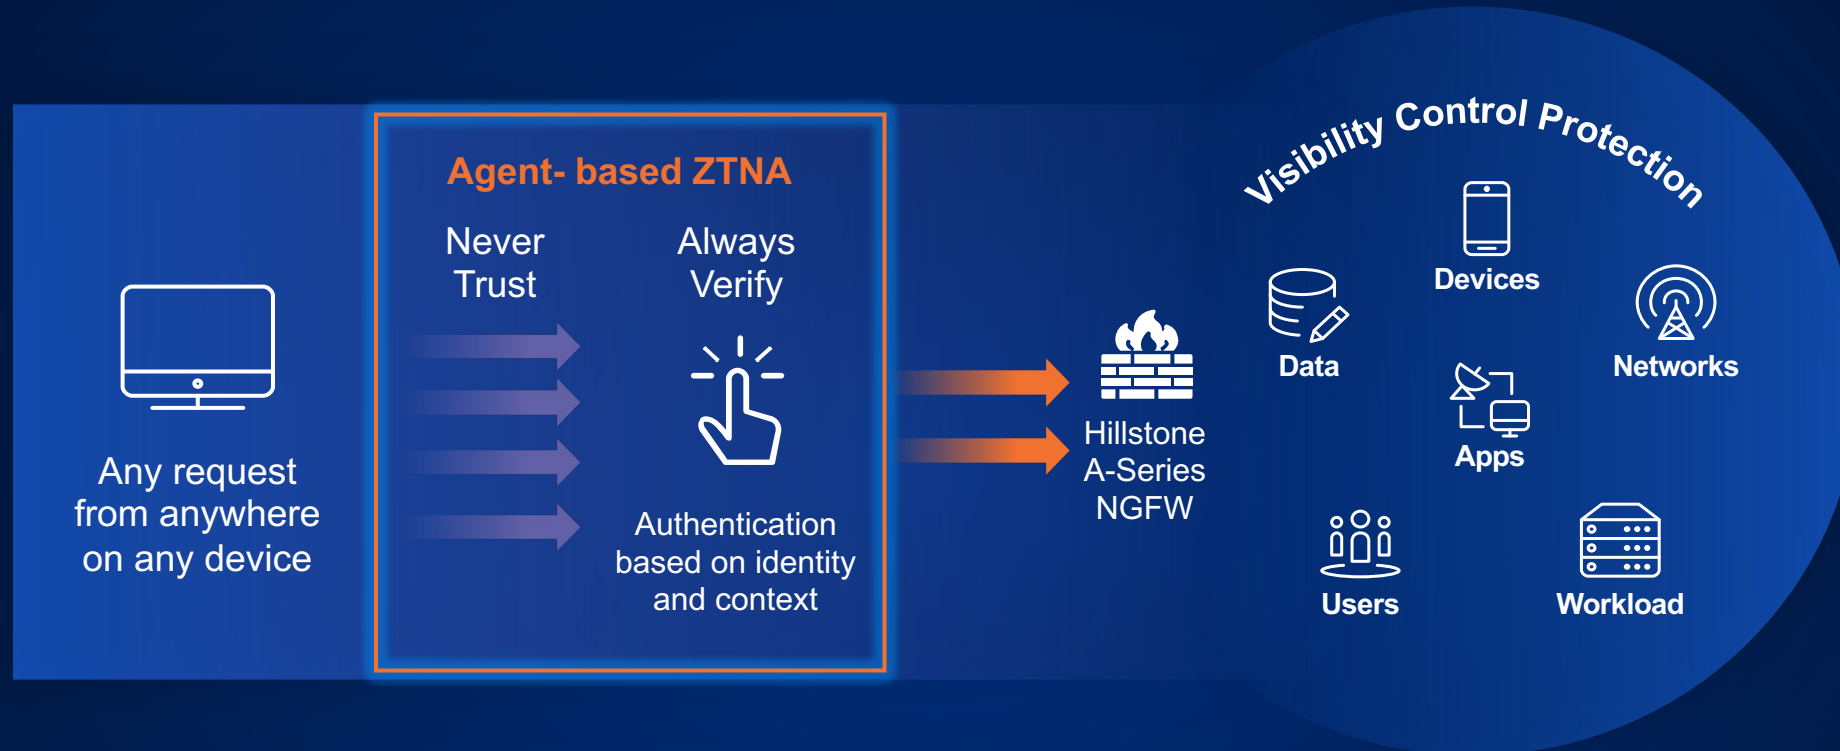 Any request
from anywhere
on any device
Agent- based ZTNA
Never
Trust
Always
Verify
Authentication
based on identity
and context
Hillstone
A-Series
NGFW
Visibility Control Protection
Devices
Data
Networks
Apps
Users
Workload